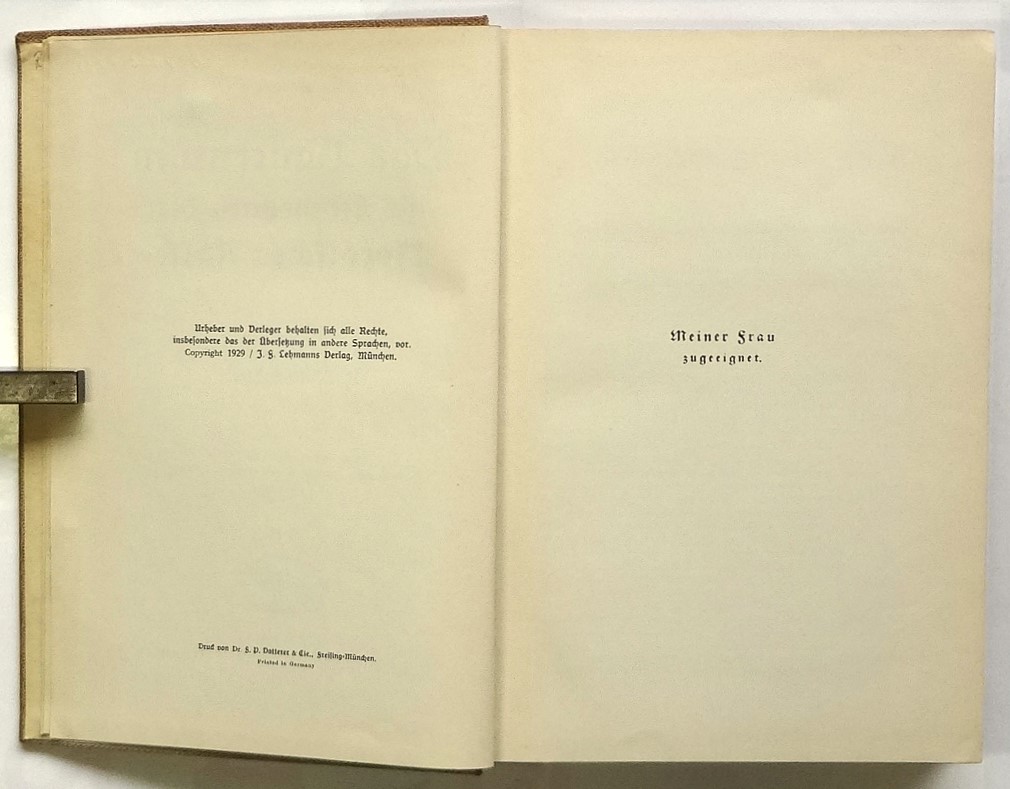 Urheber und Verleger behalten sich alle Rechte,
insbesondere das der Übersetzung in andere Sprachen, vor.
Copyright 1929 / J. F. Lehmanns Verlag, München.
Druck von Dr. F. P. Datterer & Cie., Freising-München.
Printed in Germany
Meiner Frau
zugeeignet.